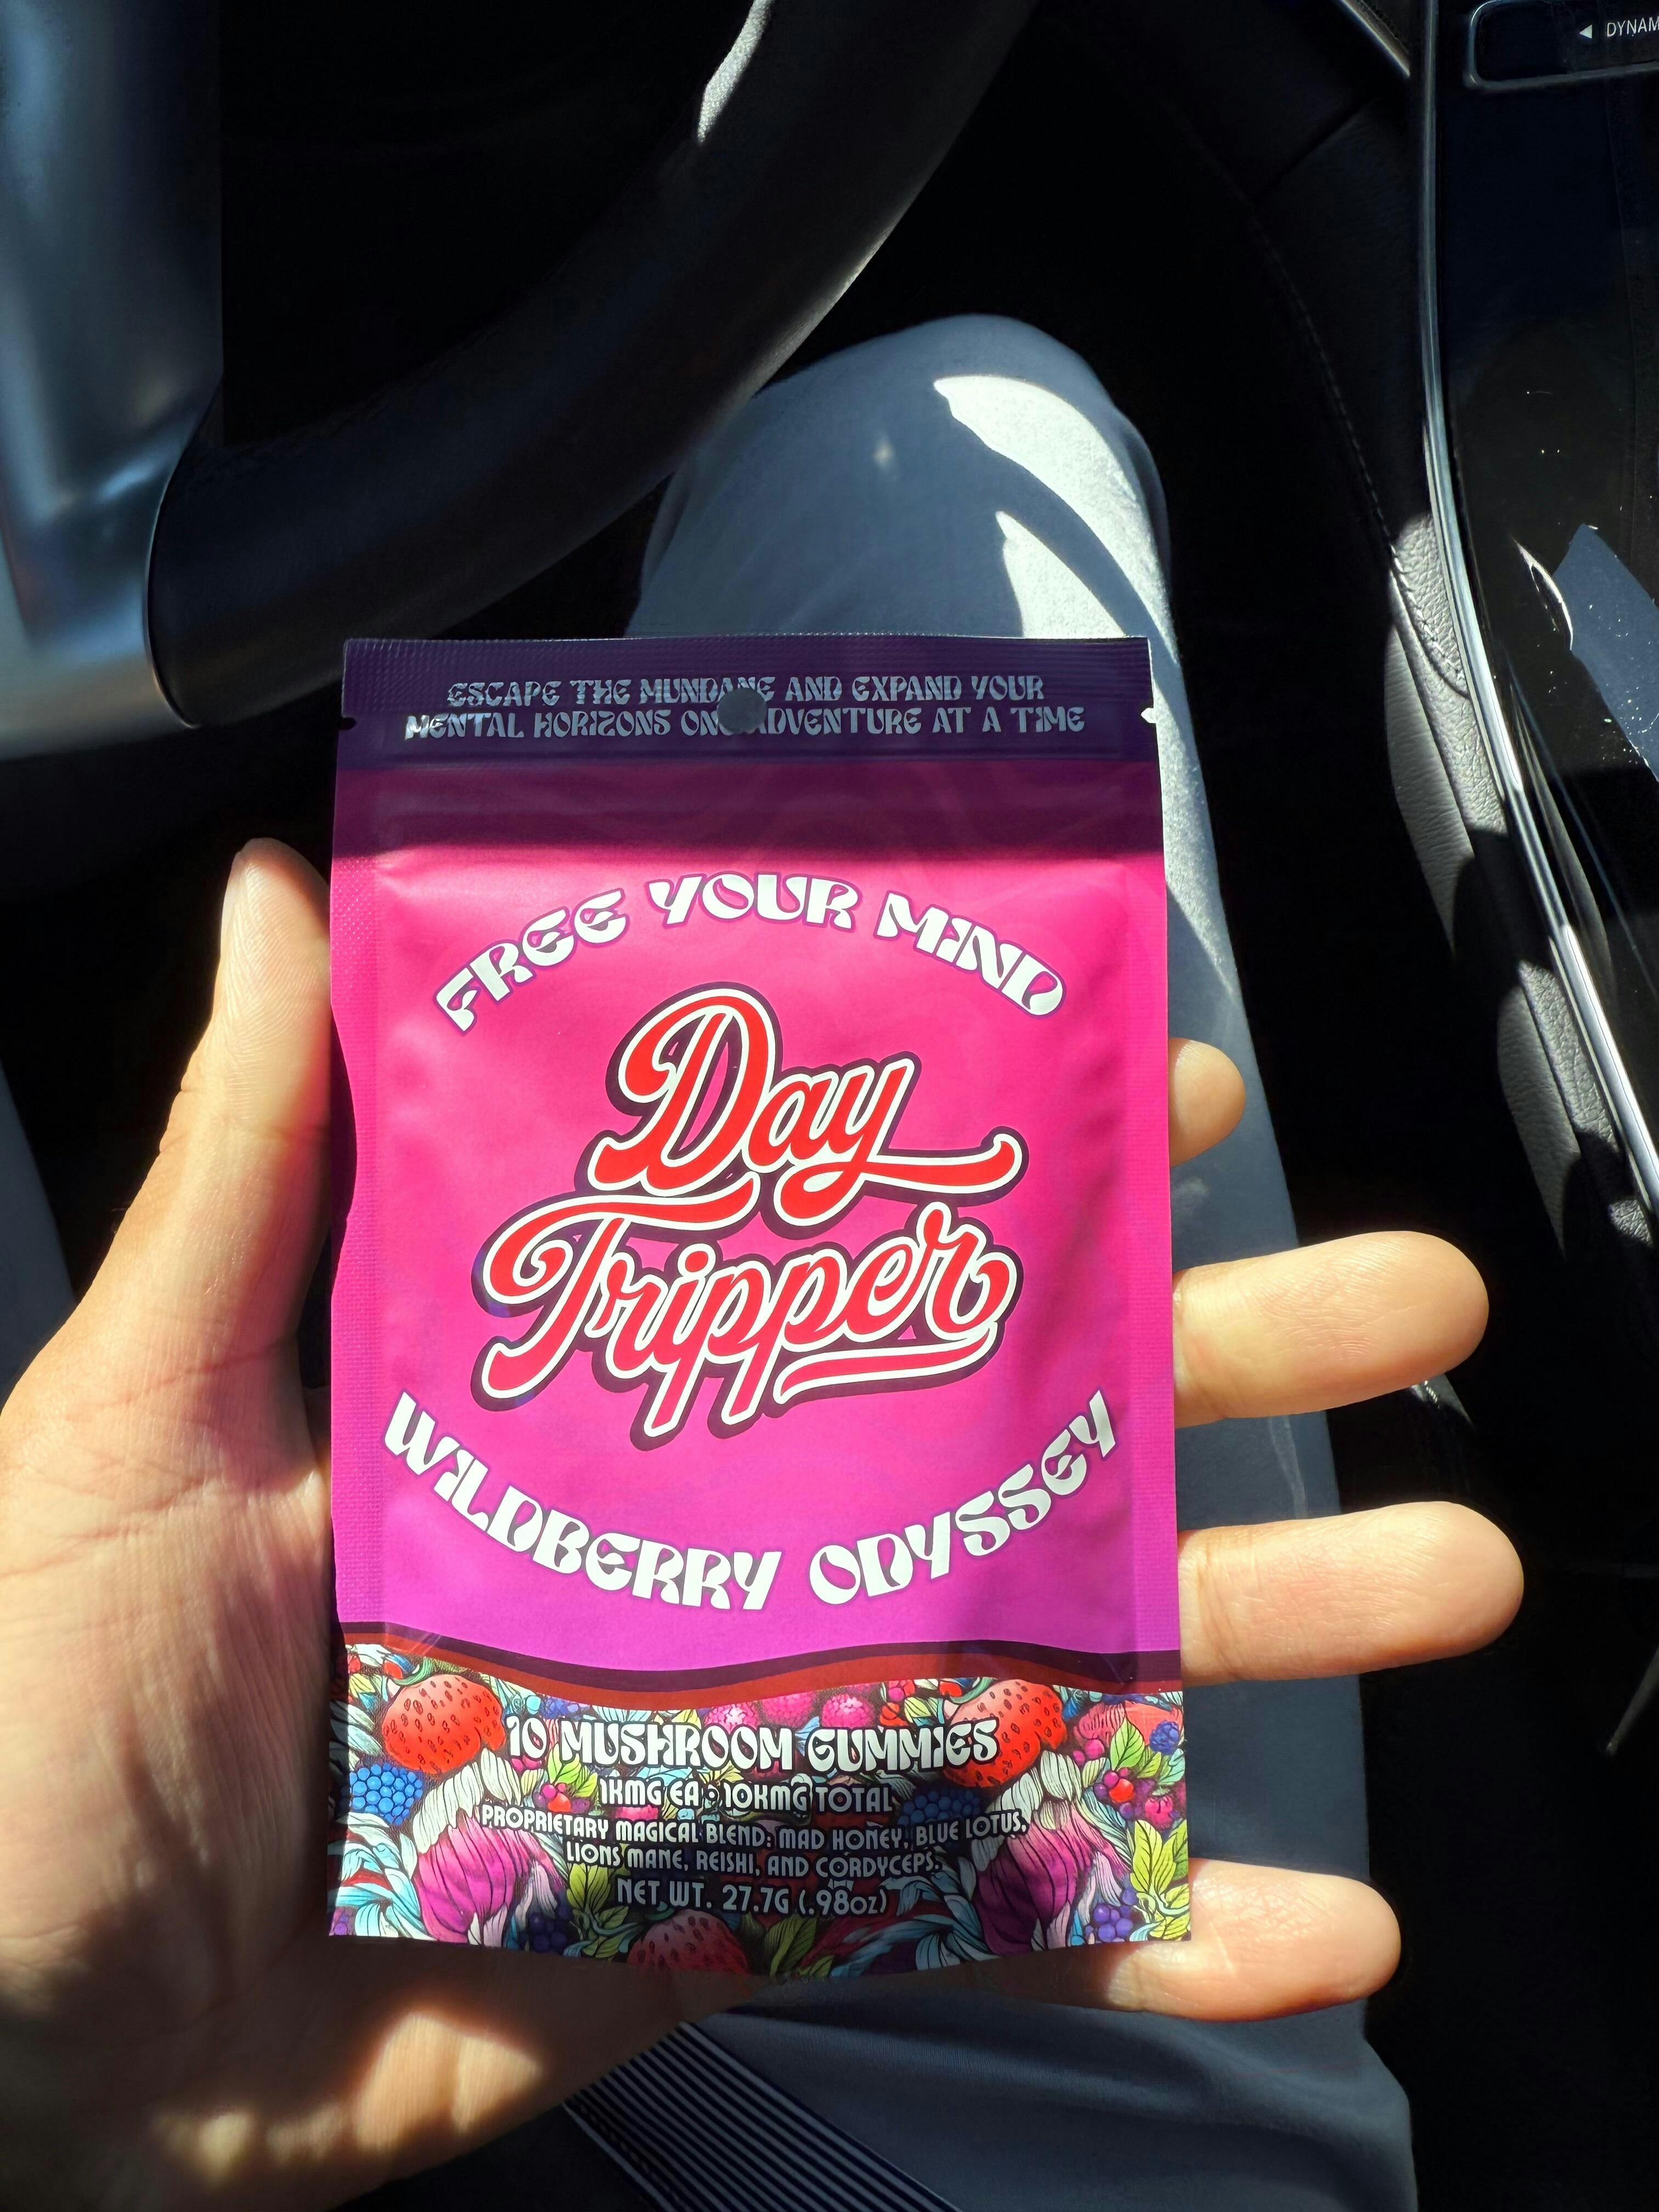 ◄ DYNAM
ESCAPE THE MUNDANE AND EXPAND YOUR
MENTAL HORIZONS ONE ADVENTURE AT A TIME
FREE YOUR MIND
Day
Tripper
WILDBERRY ODYSSEY
10 MUSHROOM GUMMIES
1KMG EA • 10KMG TOTAL
PROPRIETARY MAGICAL BLEND: MAD HONEY, BLUE LOTUS,
LIONS MANE, REISHI, AND CORDYCEPS.
NET WT. 27.7G (.98OZ)